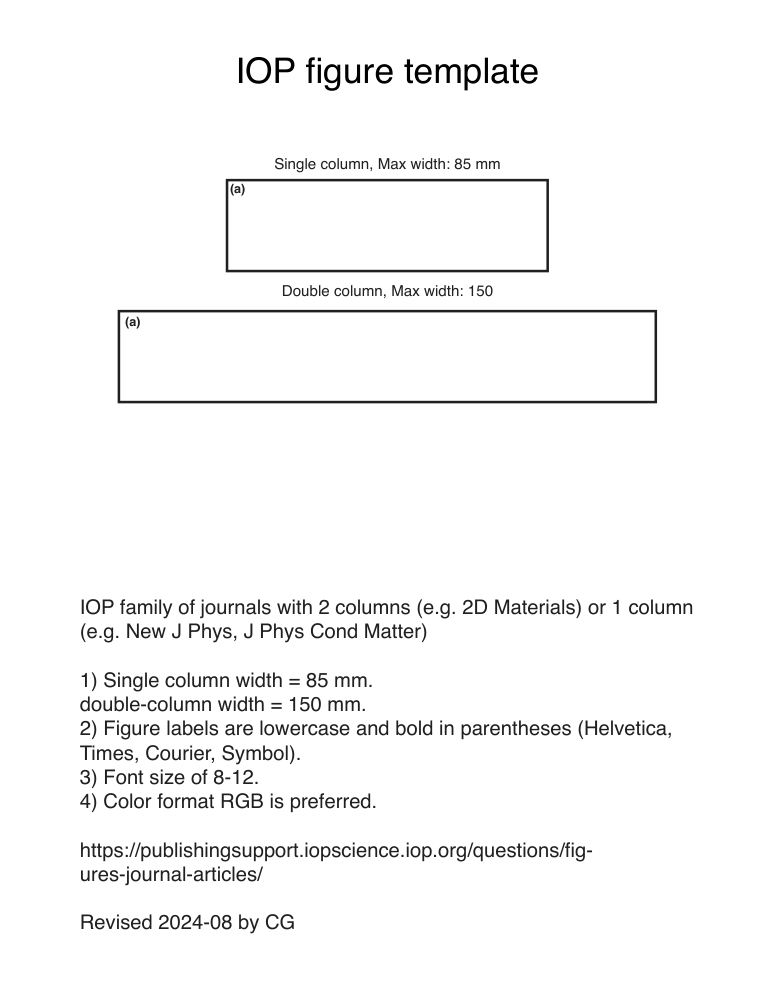 IOP figure template
Single column, Max width: 85 mm
(a)
Double column, Max width: 150
(a)
IOP family of journals with 2 columns (e.g. 2D Materials) or 1 column
(e.g. New J Phys, J Phys Cond Matter)
1) Single column width = 85 mm.
double-column width = 150 mm.
2) Figure labels are lowercase and bold in parentheses (Helvetica,
Times, Courier, Symbol).
3) Font size of 8-12.
4) Color format RGB is preferred.
https://publishingsupport.iopscience.iop.org/questions/fig-
ures-journal-articles/
Revised 2024-08 by CG